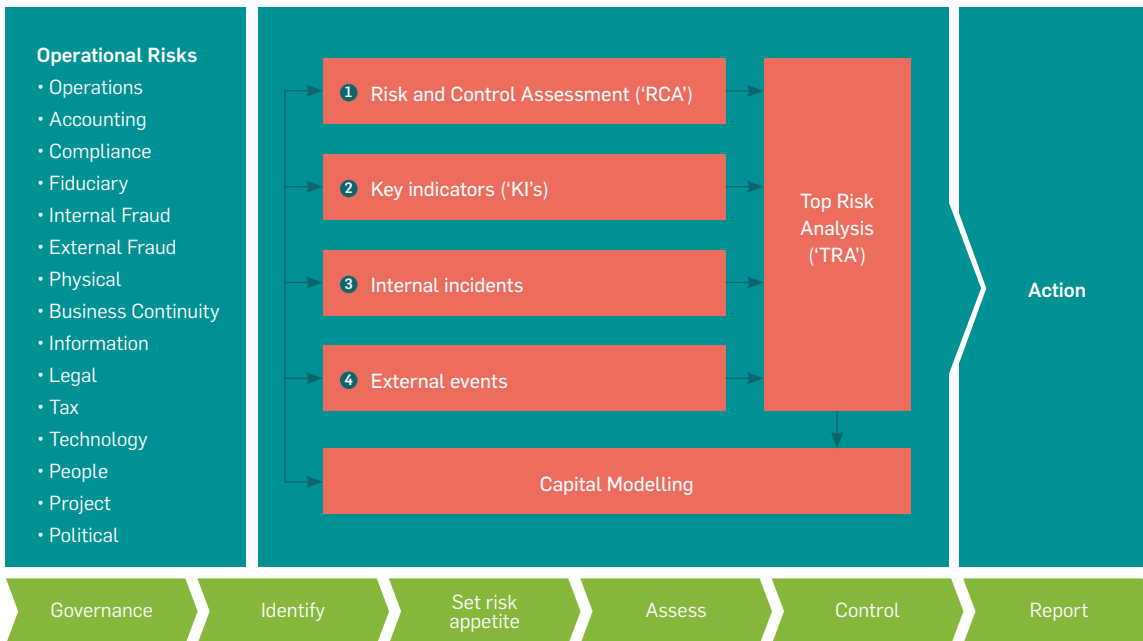 Operational Risks
• Operations
• Accounting
• Compliance
• Fiduciary
• Internal Fraud
• External Fraud
• Physical
• Business Continuity
• Information
• Legal
• Tax
• Technology
• People
• Project
• Political
1 Risk and Control Assessment (‘RCA’)
2 Key indicators (‘KI’s)
3 Internal incidents
4 External events
Top Risk
Analysis
(‘TRA’)
Capital Modelling
Action
Governance
Identify
Set risk
appetite
Assess
Control
Report